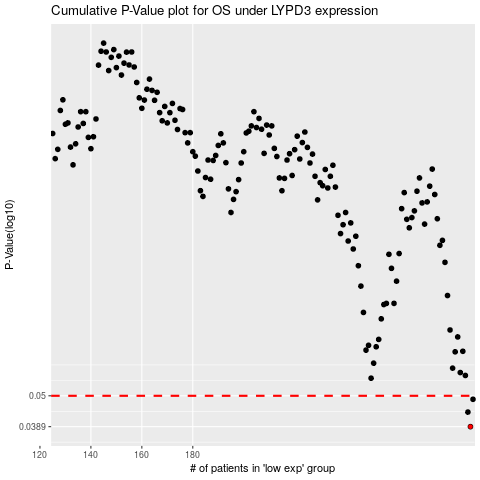 Cumulative P-Value plot for OS under LYPD3 expression
P-Value(log10)
0.05
0.0389
120 140 160 180
# of patients in 'low exp' group